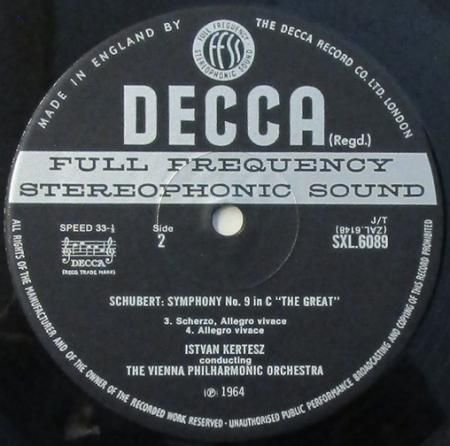 MADE IN ENGLAND BY THE DECCA RECORD CO. LTD. LONDON
FULL FREQUENCY
FFSS
STEREOPHONIC SOUND
DECCA (Regd.)
FULL FREQUENCY
STEREOPHONIC SOUND
SPEED 33-⅓
Side
2
J/T
(ZAL.6148)
SXL.6089
DECCA
(REGD. TRADE MARK)
SCHUBERT: SYMPHONY No. 9 in C "THE GREAT"
3. Scherzo, Allegro vivace
4. Allegro vivace
ISTVAN KERTESZ
conducting
THE VIENNA PHILHARMONIC ORCHESTRA
℗ 1964
ALL RIGHTS OF THE MANUFACTURER AND OF THE OWNER OF THE RECORDED WORK RESERVED - UNAUTHORISED PUBLIC PERFORMANCE BROADCASTING AND COPYING OF THIS RECORD PROHIBITED